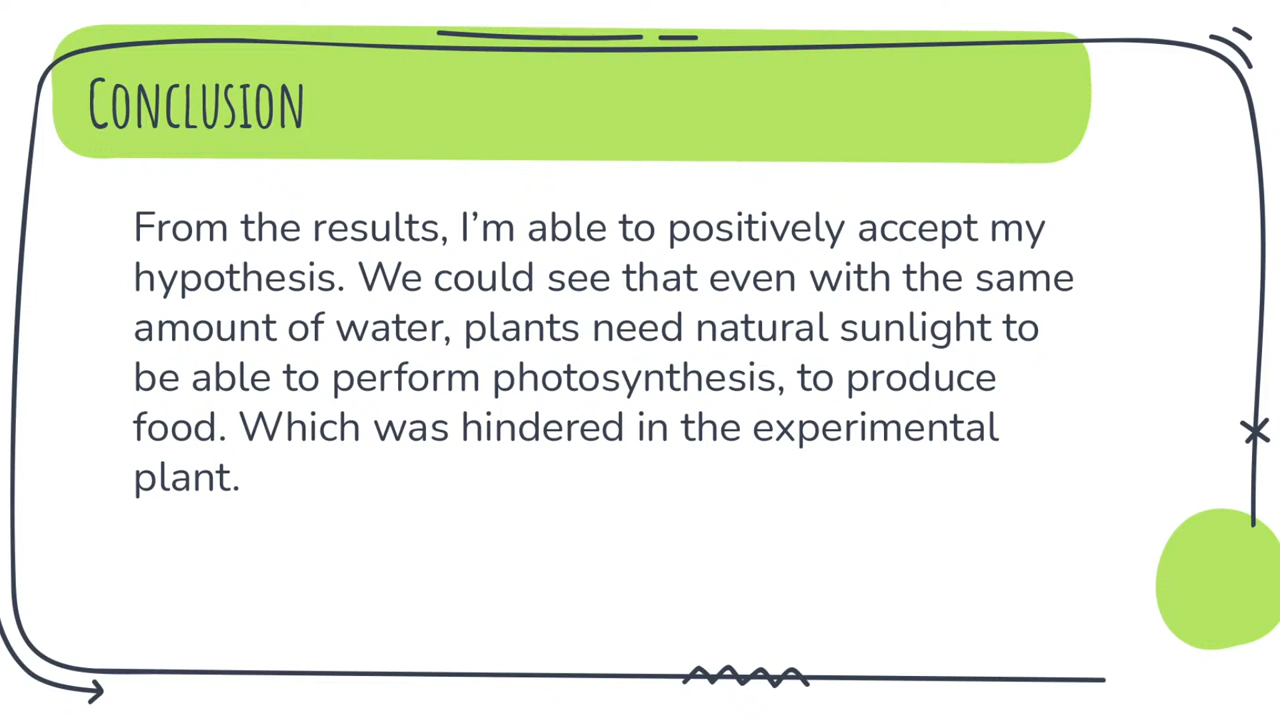 Conclusion
From the results, I’m able to positively accept my
hypothesis. We could see that even with the same
amount of water, plants need natural sunlight to
be able to perform photosynthesis, to produce
food. Which was hindered in the experimental
plant.